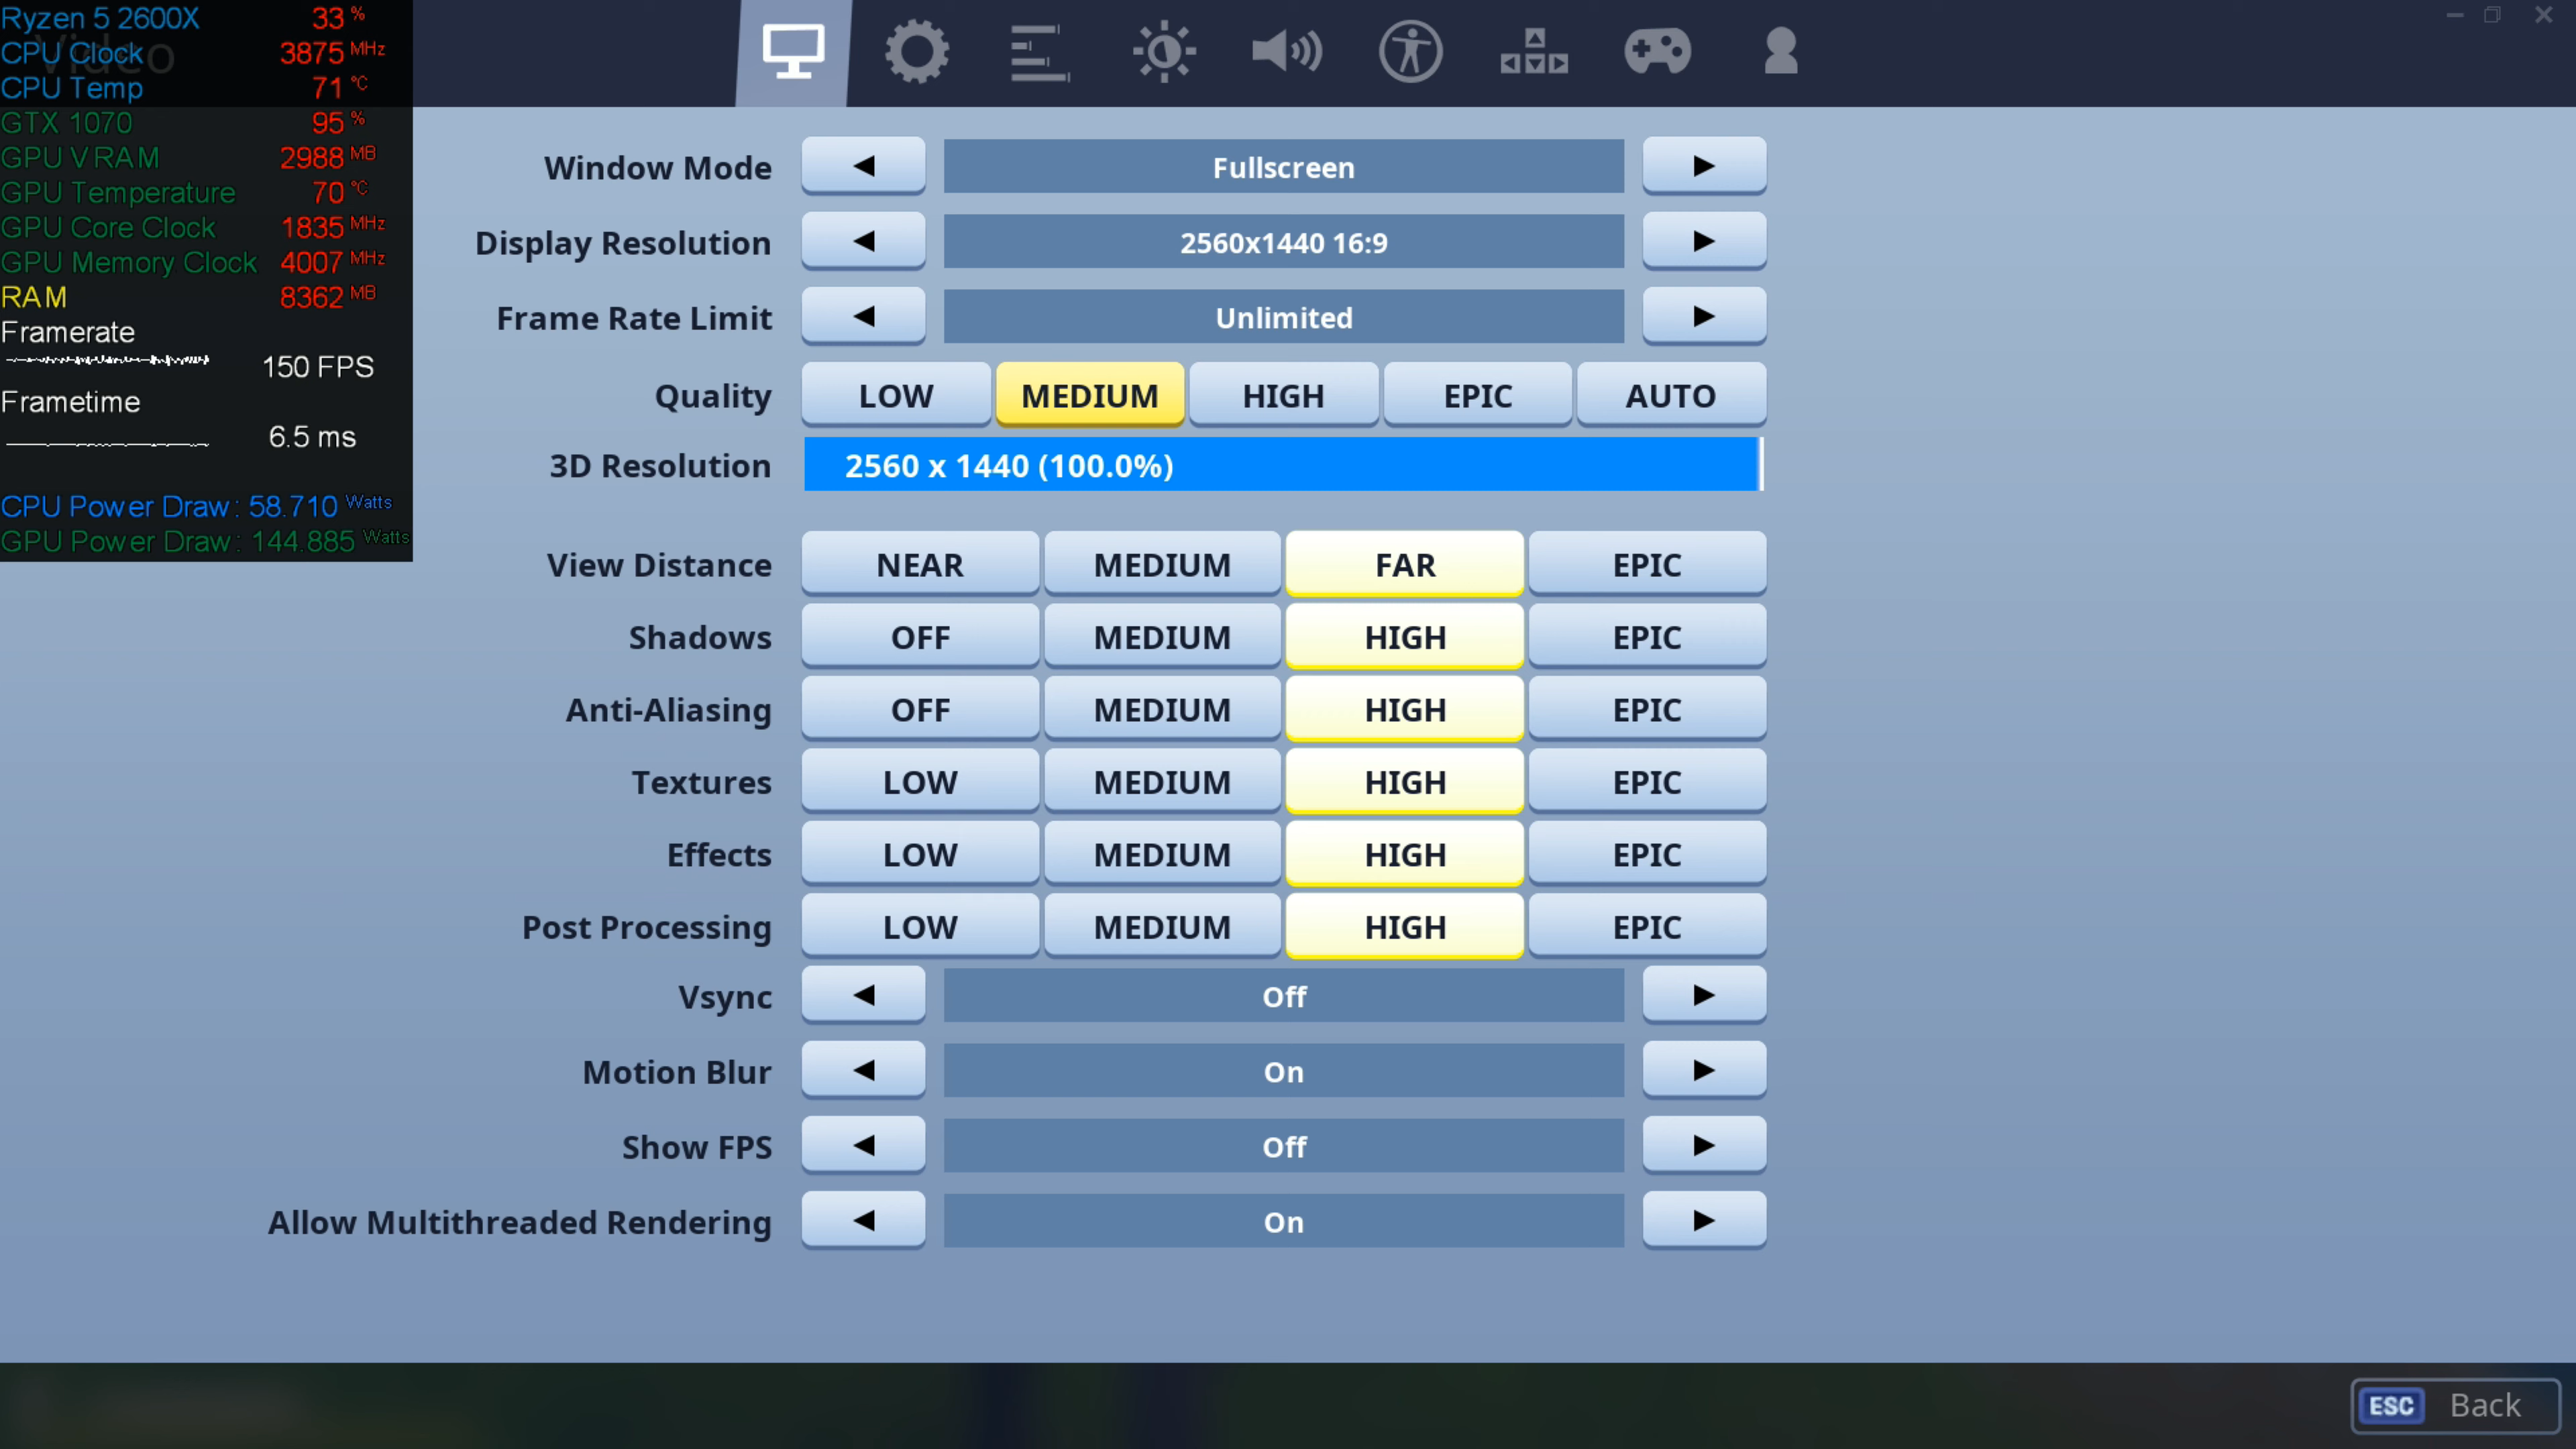 Video
Ryzen 5 2600X 33 %
CPU Clock 3875 MHz
CPU Temp 71 °C
GTX 1070 95 %
GPU VRAM 2988 MB
GPU Temperature 70 °C
GPU Core Clock 1835 MHz
GPU Memory Clock 4007 MHz
RAM 8362 MB
Framerate
150 FPS
Frametime
6.5 ms
CPU Power Draw : 58.710 Watts
GPU Power Draw : 144.885 Watts
Window Mode Fullscreen
Display Resolution 2560x1440 16:9
Frame Rate Limit Unlimited
Quality LOW MEDIUM HIGH EPIC AUTO
3D Resolution 2560 x 1440 (100.0%)
View Distance NEAR MEDIUM FAR EPIC
Shadows OFF MEDIUM HIGH EPIC
Anti-Aliasing OFF MEDIUM HIGH EPIC
Textures LOW MEDIUM HIGH EPIC
Effects LOW MEDIUM HIGH EPIC
Post Processing LOW MEDIUM HIGH EPIC
Vsync Off
Motion Blur On
Show FPS Off
Allow Multithreaded Rendering On
ESC Back